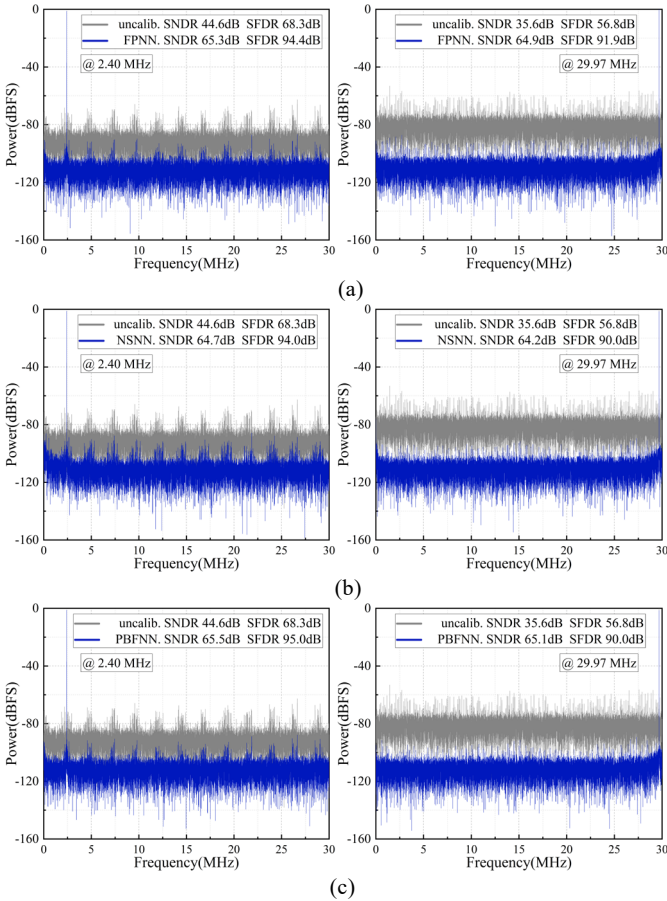 uncalib. SNDR 44.6dB SFDR 68.3dB
FPNN. SNDR 65.3dB SFDR 94.4dB
@ 2.40 MHz
Power(dBFS)
0
-40
-80
-120
-160
0 5 10 15 20 25 30
Frequency(MHz)
uncalib. SNDR 35.6dB SFDR 56.8dB
FPNN. SNDR 64.9dB SFDR 91.9dB
@ 29.97 MHz
Power(dBFS)
0
-40
-80
-120
-160
0 5 10 15 20 25 30
Frequency(MHz)
(a)
uncalib. SNDR 44.6dB SFDR 68.3dB
NSNN. SNDR 64.7dB SFDR 94.0dB
@ 2.40 MHz
Power(dBFS)
0
-40
-80
-120
-160
0 5 10 15 20 25 30
Frequency(MHz)
uncalib. SNDR 35.6dB SFDR 56.8dB
NSNN. SNDR 64.2dB SFDR 90.0dB
@ 29.97 MHz
Power(dBFS)
0
-40
-80
-120
-160
0 5 10 15 20 25 30
Frequency(MHz)
(b)
uncalib. SNDR 44.6dB SFDR 68.3dB
PBFNN. SNDR 65.5dB SFDR 95.0dB
@ 2.40 MHz
Power(dBFS)
0
-40
-80
-120
-160
0 5 10 15 20 25 30
Frequency(MHz)
uncalib. SNDR 35.6dB SFDR 56.8dB
PBFNN. SNDR 65.1dB SFDR 90.0dB
@ 29.97 MHz
Power(dBFS)
0
-40
-80
-120
-160
0 5 10 15 20 25 30
Frequency(MHz)
(c)